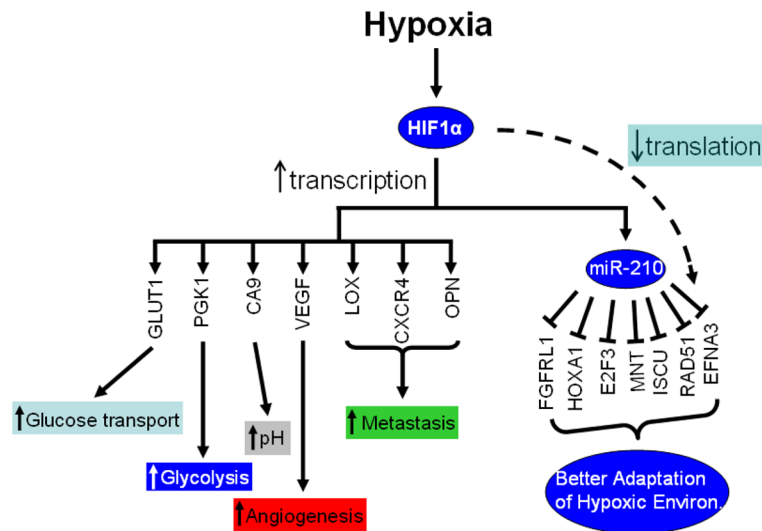 Hypoxia
HIF1α
↓translation
↑transcription
miR-210
GLUT1
PGK1
CA9
VEGF
LOX
CXCR4
OPN
FGFRL1
HOXA1
E2F3
MNT
ISCU
RAD51
EFNA3
↑Glucose transport
↑pH
↑Metastasis
↑Glycolysis
↑Angiogenesis
Better Adaptation
of Hypoxic Environ.